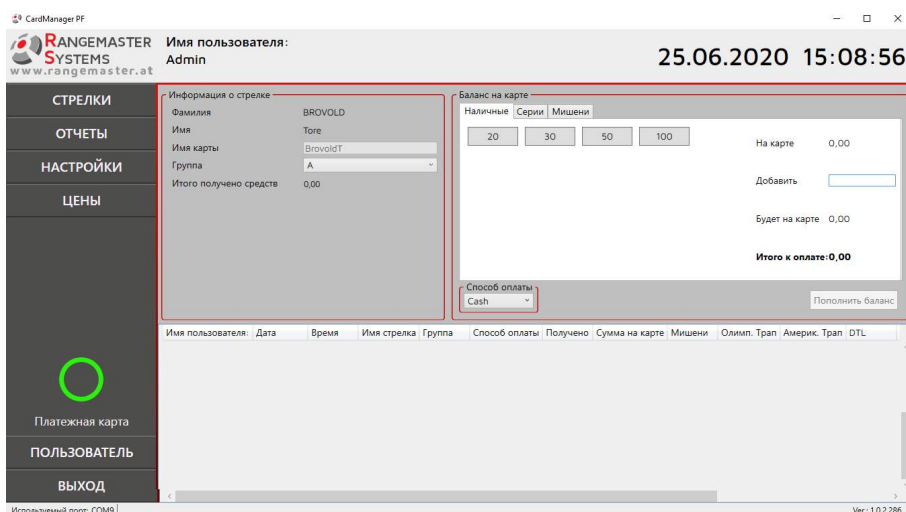 CardManager PF
RANGEMASTER
SYSTEMS
www.rangemaster.at
Имя пользователя:
Admin
25.06.2020 15:08:56
СТРЕЛКИ
ОТЧЕТЫ
НАСТРОЙКИ
ЦЕНЫ
Платежная карта
ПОЛЬЗОВАТЕЛЬ
ВЫХОД
Информация о стрелке
Фамилия BROVOLD
Имя Tore
Имя карты BrovoldT
Группа A
Итого получено средств 0,00
Баланс на карте
Наличные Серии Мишени
20 30 50 100
На карте 0,00
Добавить
Будет на карте 0,00
Итого к оплате:0,00
Способ оплаты
Cash
Пополнить баланс
Имя пользователя: Дата Время Имя стрелка Группа Способ оплаты Получено Сумма на карте Мишени Олимп. Трап Америк. Трап DTL
Используемый порт: COM9
Ver.: 1.0.2.286